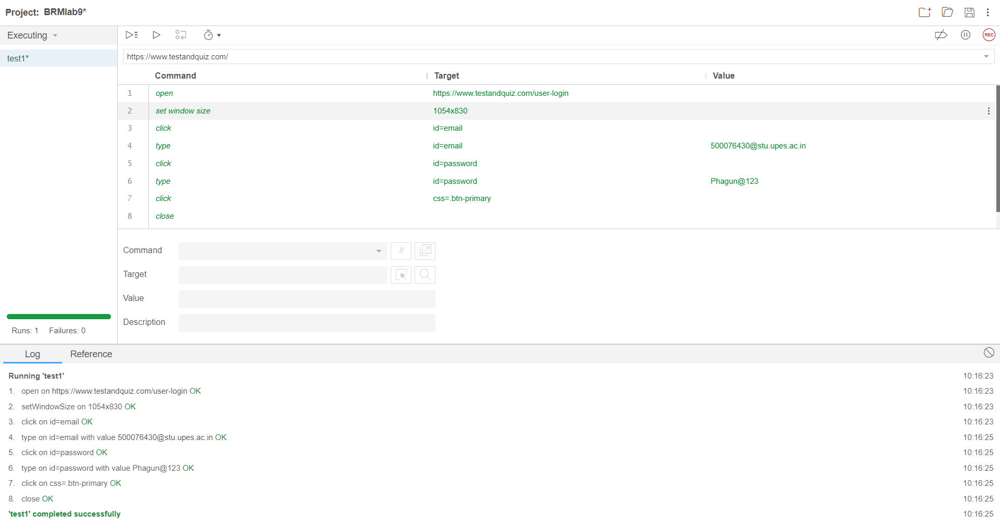 Project: BRMlab9*
Executing
test1*
https://www.testandquiz.com/
Command Target Value
1 open https://www.testandquiz.com/user-login
2 set window size 1054x830
3 click id=email
4 type id=email 500076430@stu.upes.ac.in
5 click id=password
6 type id=password Phagun@123
7 click css=.btn-primary
8 close
REC
Command //
Target
Value
Description
Runs: 1 Failures: 0
Log Reference
Running 'test1' 10:16:23
1. open on https://www.testandquiz.com/user-login OK 10:16:23
2. setWindowSize on 1054x830 OK 10:16:23
3. click on id=email OK 10:16:23
4. type on id=email with value 500076430@stu.upes.ac.in OK 10:16:25
5. click on id=password OK 10:16:25
6. type on id=password with value Phagun@123 OK 10:16:25
7. click on css=.btn-primary OK 10:16:25
8. close OK 10:16:25
'test1' completed successfully 10:16:25